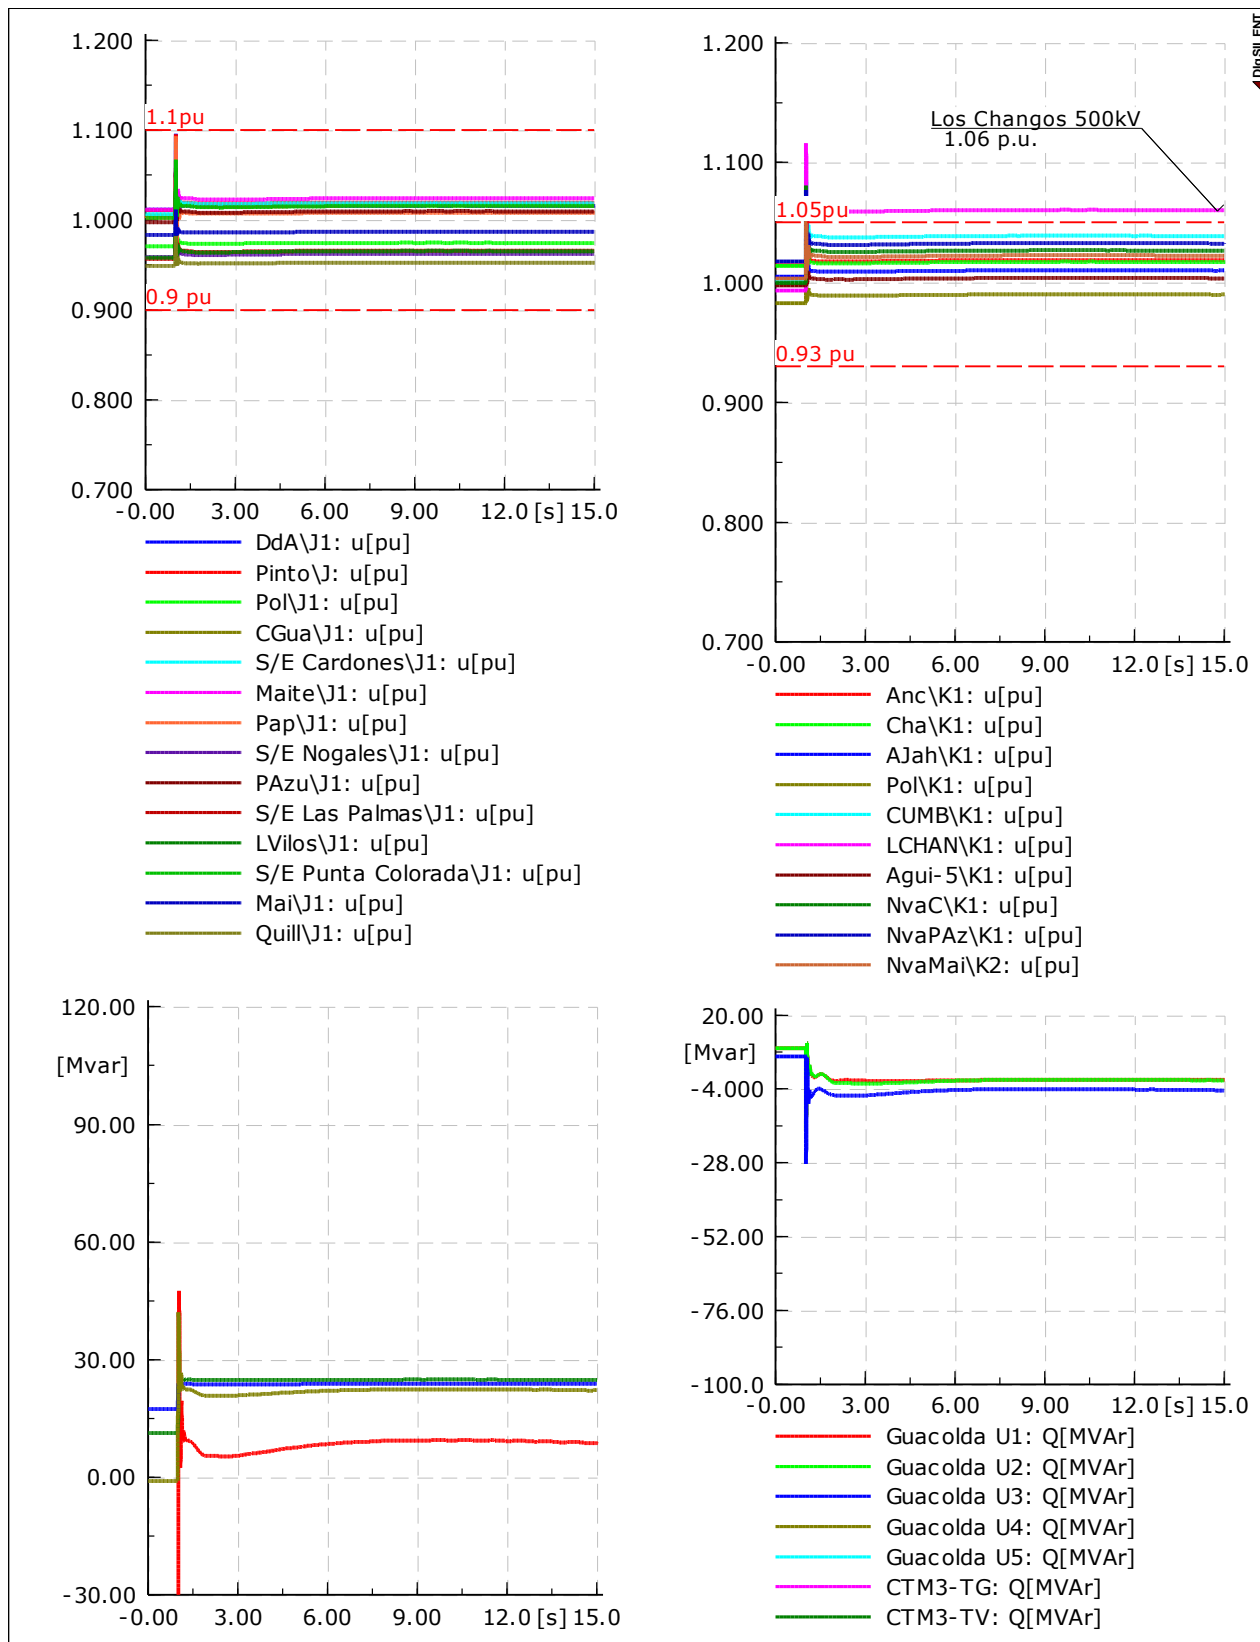 DIgSILENT
1.200
1.100
1.000
0.900
0.800
0.700
1.1pu
0.9 pu
-0.00 3.00 6.00 9.00 12.0 [s] 15.0
DdA\J1: u[pu]
Pinto\J: u[pu]
Pol\J1: u[pu]
CGua\J1: u[pu]
S/E Cardones\J1: u[pu]
Maite\J1: u[pu]
Pap\J1: u[pu]
S/E Nogales\J1: u[pu]
PAzu\J1: u[pu]
S/E Las Palmas\J1: u[pu]
LVilos\J1: u[pu]
S/E Punta Colorada\J1: u[pu]
Mai\J1: u[pu]
Quill\J1: u[pu]
1.200
1.100
1.000
0.900
0.800
0.700
Los Changos 500kV
1.06 p.u.
1.05pu
0.93 pu
-0.00 3.00 6.00 9.00 12.0 [s] 15.0
Anc\K1: u[pu]
Cha\K1: u[pu]
AJah\K1: u[pu]
Pol\K1: u[pu]
CUMB\K1: u[pu]
LCHAN\K1: u[pu]
Agui-5\K1: u[pu]
NvaC\K1: u[pu]
NvaPAz\K1: u[pu]
NvaMai\K2: u[pu]
120.00
[Mvar]
90.00
60.00
30.00
0.00
-30.00
-0.00 3.00 6.00 9.00 12.0 [s] 15.0
20.00
[Mvar]
-4.000
-28.00
-52.00
-76.00
-100.0
-0.00 3.00 6.00 9.00 12.0 [s] 15.0
Guacolda U1: Q[MVAr]
Guacolda U2: Q[MVAr]
Guacolda U3: Q[MVAr]
Guacolda U4: Q[MVAr]
Guacolda U5: Q[MVAr]
CTM3-TG: Q[MVAr]
CTM3-TV: Q[MVAr]